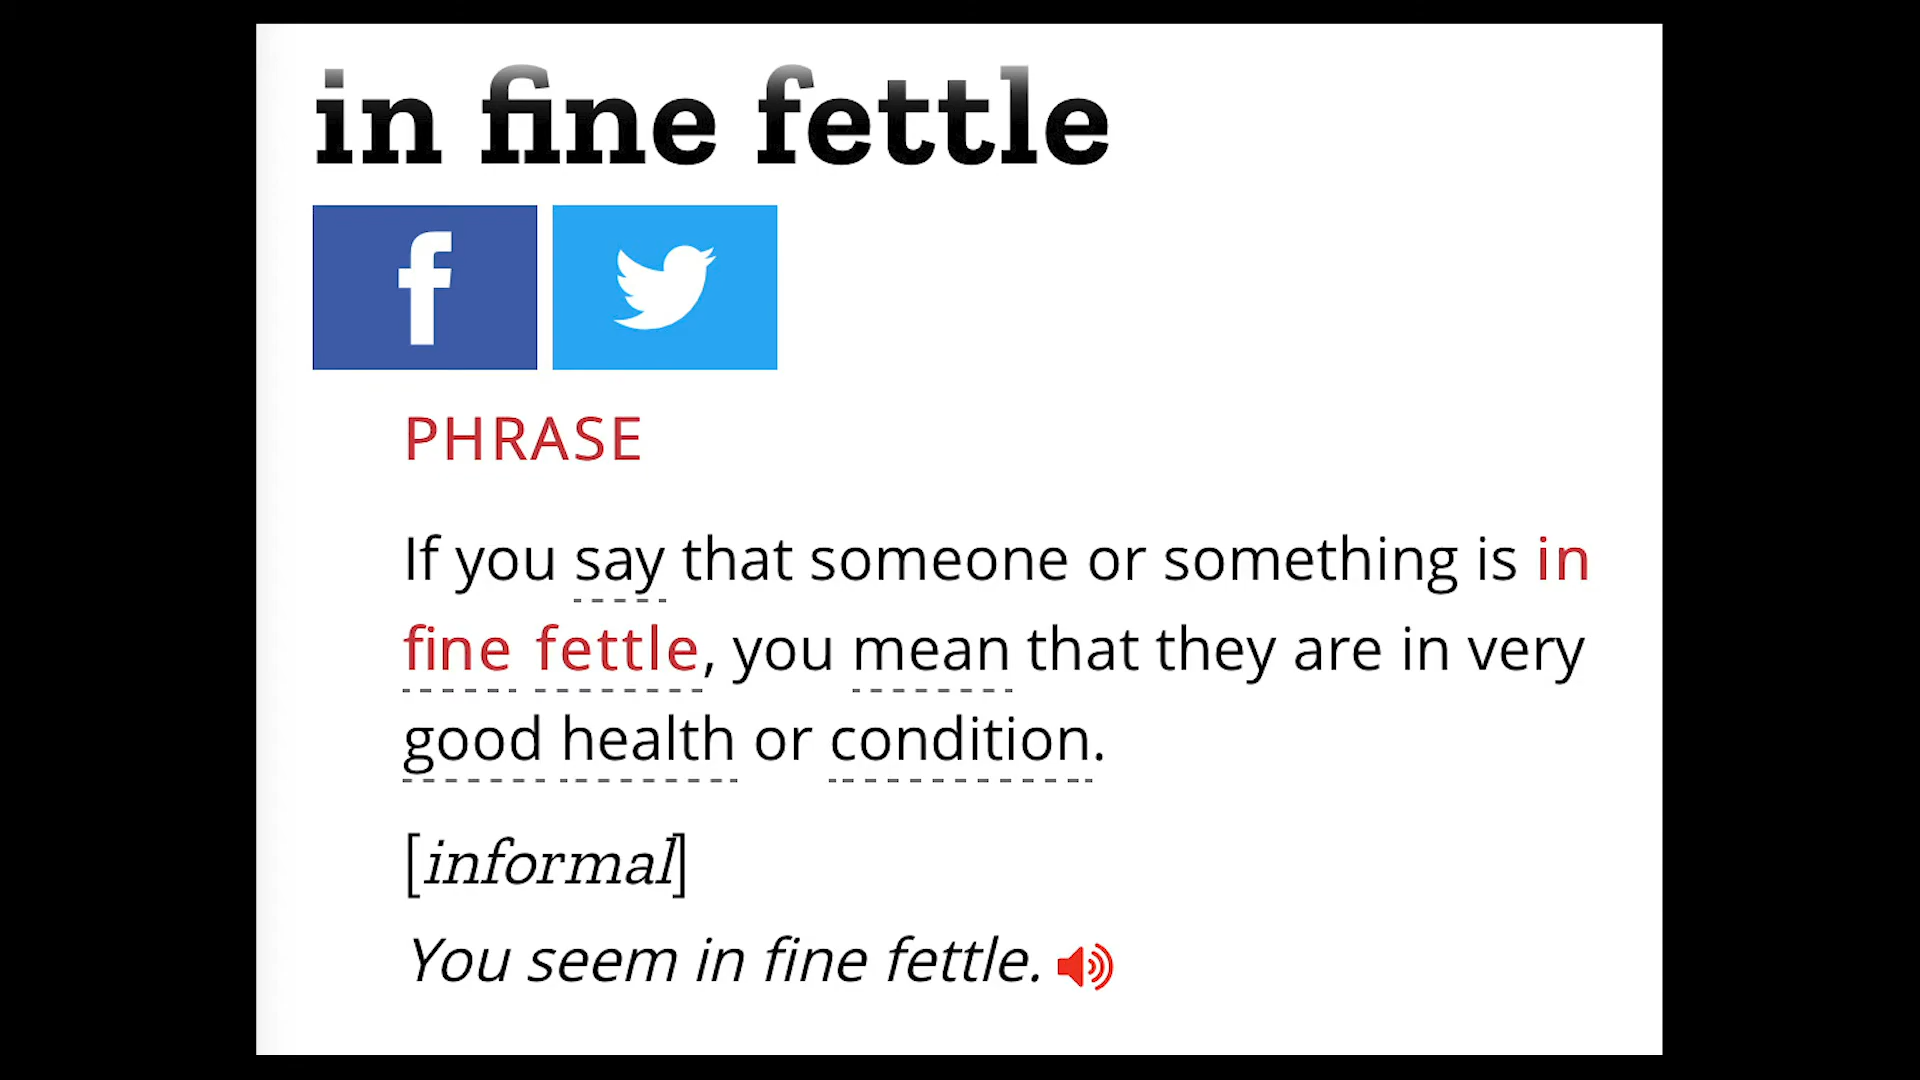 in fine fettle
PHRASE
If you say that someone or something is in
fine fettle, you mean that they are in very
good health or condition.
[informal]
You seem in fine fettle.